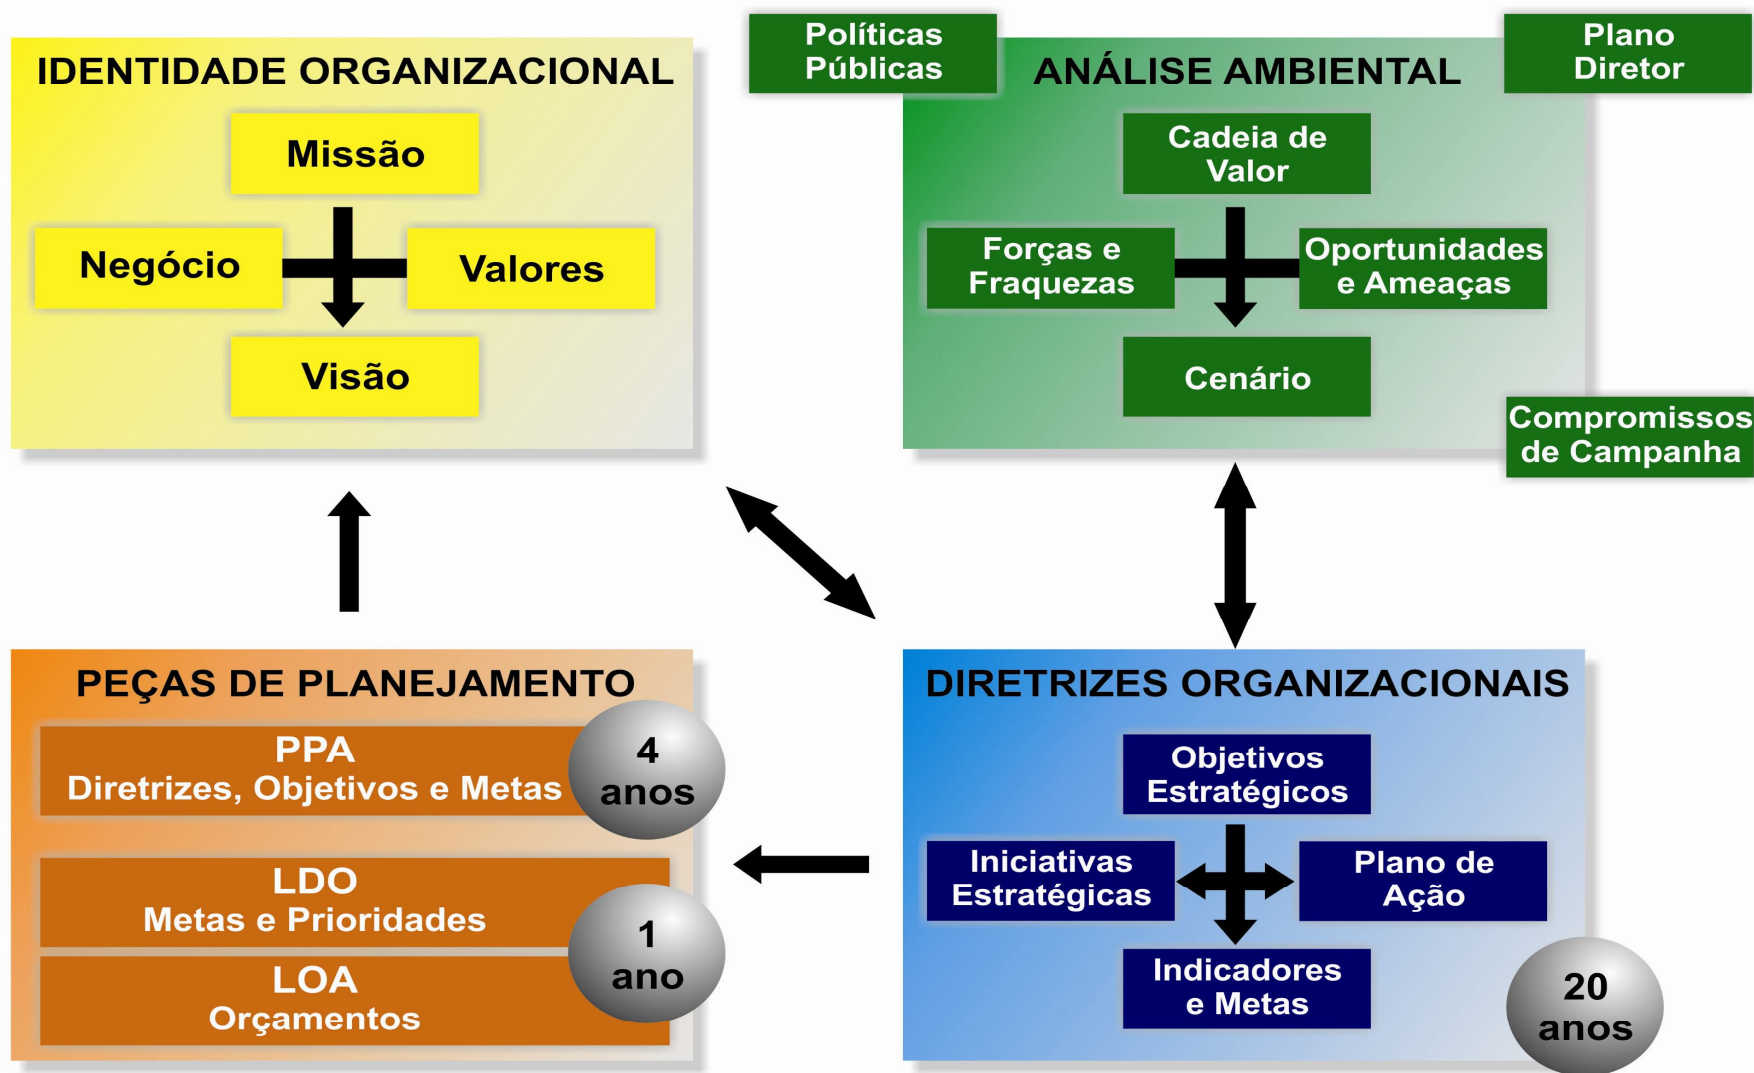 IDENTIDADE ORGANIZACIONAL
Missão
Negócio
Valores
Visão
Políticas
Públicas
ANÁLISE AMBIENTAL
Plano
Diretor
Cadeia de
Valor
Forças e
Fraquezas
Oportunidades
e Ameaças
Cenário
Compromissos
de Campanha
PEÇAS DE PLANEJAMENTO
PPA
Diretrizes, Objetivos e Metas
4
anos
LDO
Metas e Prioridades
1
ano
LOA
Orçamentos
DIRETRIZES ORGANIZACIONAIS
Objetivos
Estratégicos
Iniciativas
Estratégicas
Plano de
Ação
Indicadores
e Metas
20
anos